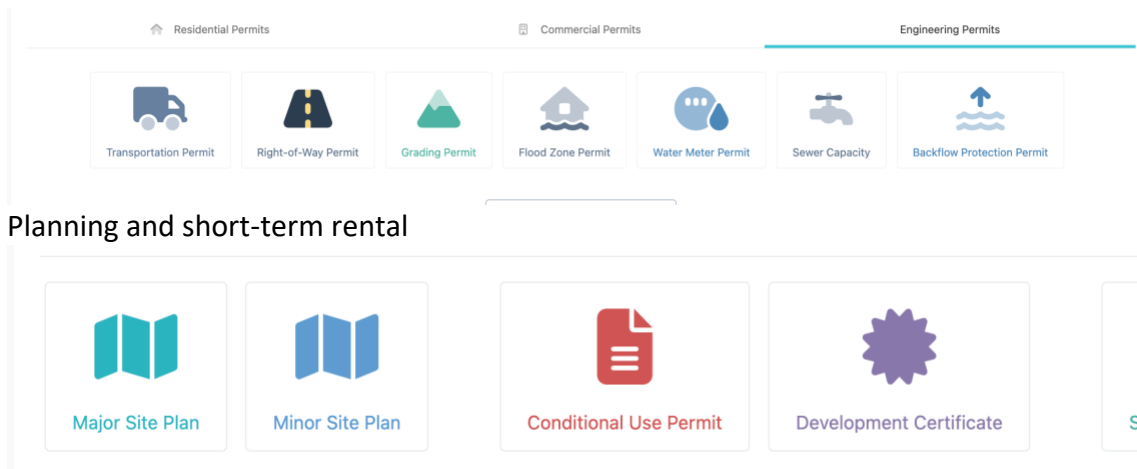 Residential Permits Commercial Permits Engineering Permits
Transportation Permit Right-of-Way Permit Grading Permit Flood Zone Permit Water Meter Permit Sewer Capacity Backflow Protection Permit
Planning and short-term rental
Major Site Plan Minor Site Plan Conditional Use Permit Development Certificate